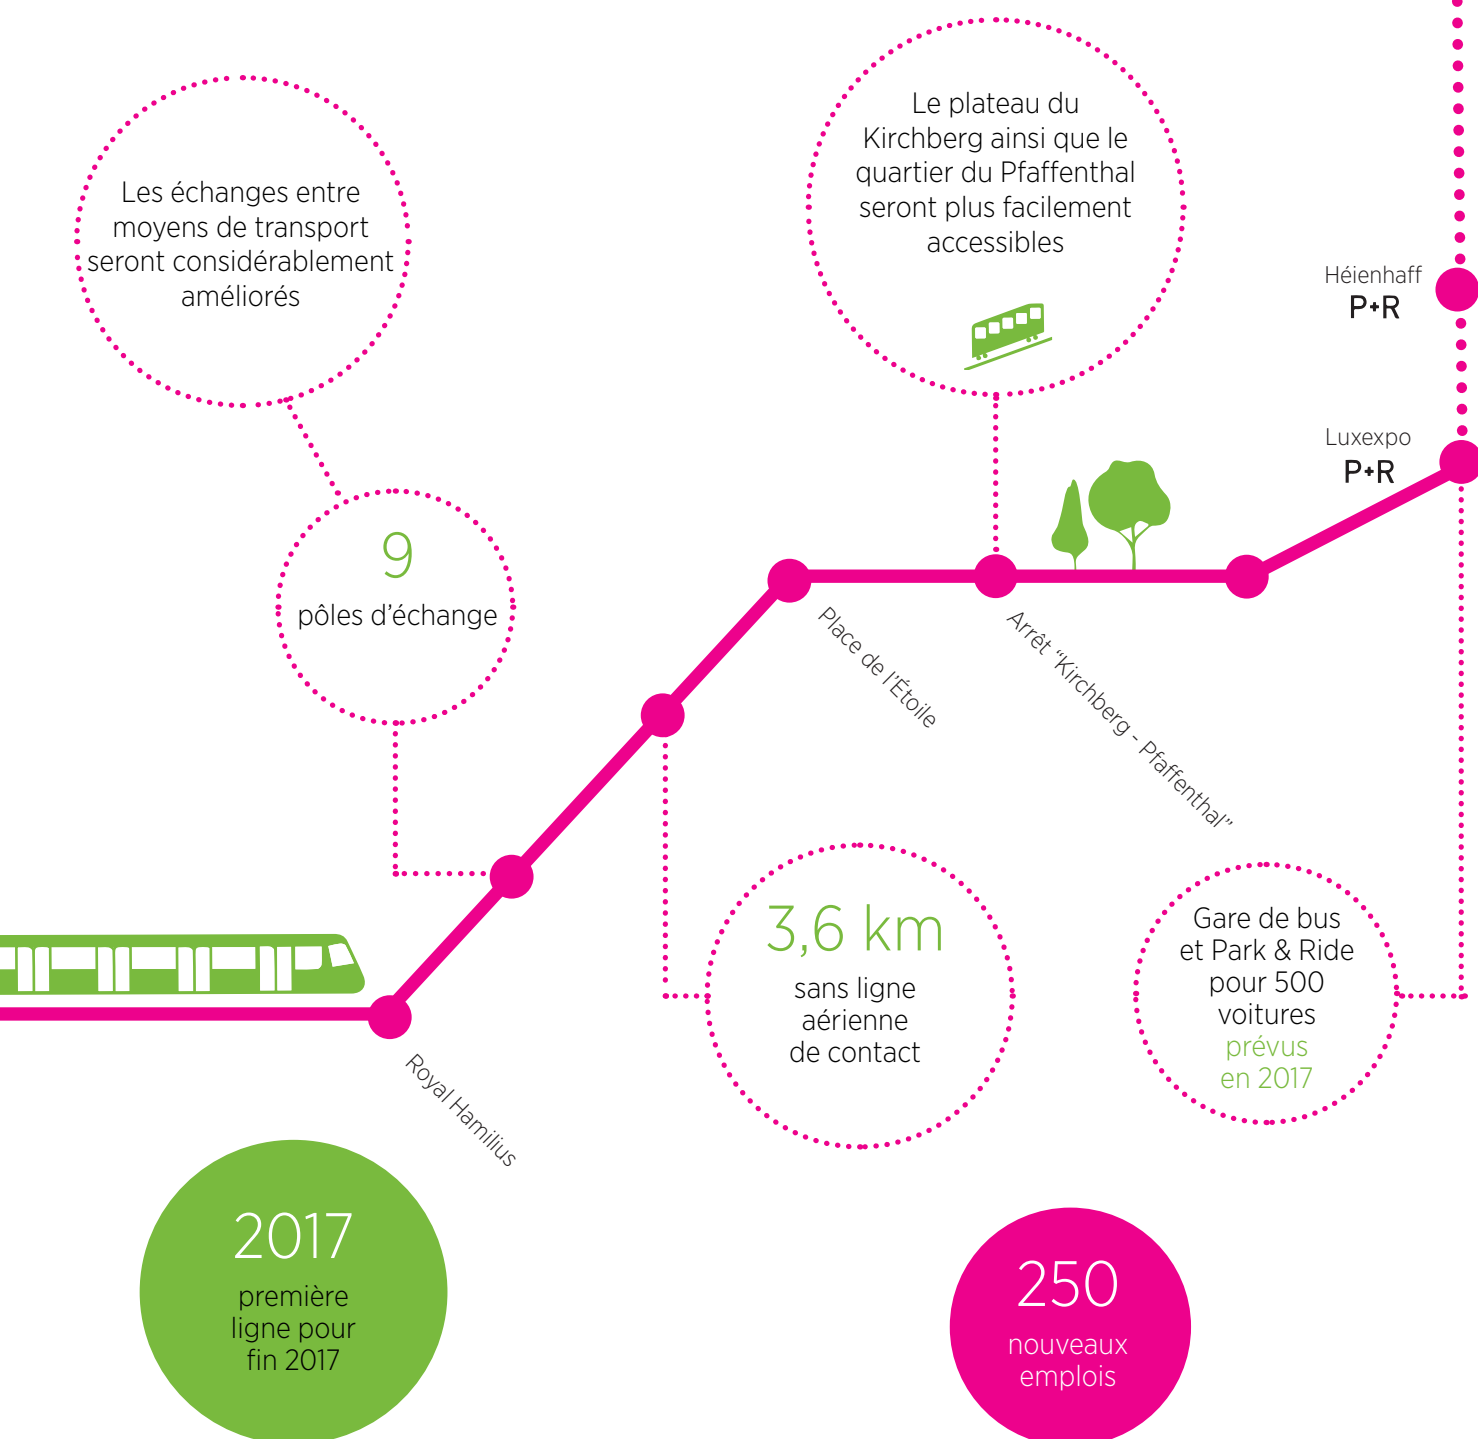 Les échanges entre
moyens de transport
seront considérablement
améliorés
Le plateau du
Kirchberg ainsi que le
quartier du Pfaffenthal
seront plus facilement
accessibles
Héienhaff
P+R
Luxexpo
P+R
9
pôles d'échange
Place de l'Étoile
Arrêt “Kirchberg - Pfaffenthal”
3,6 km
sans ligne
aérienne
de contact
Gare de bus
et Park & Ride
pour 500
voitures
prévus
en 2017
Royal Hamilius
2017
première
ligne pour
fin 2017
250
nouveaux
emplois